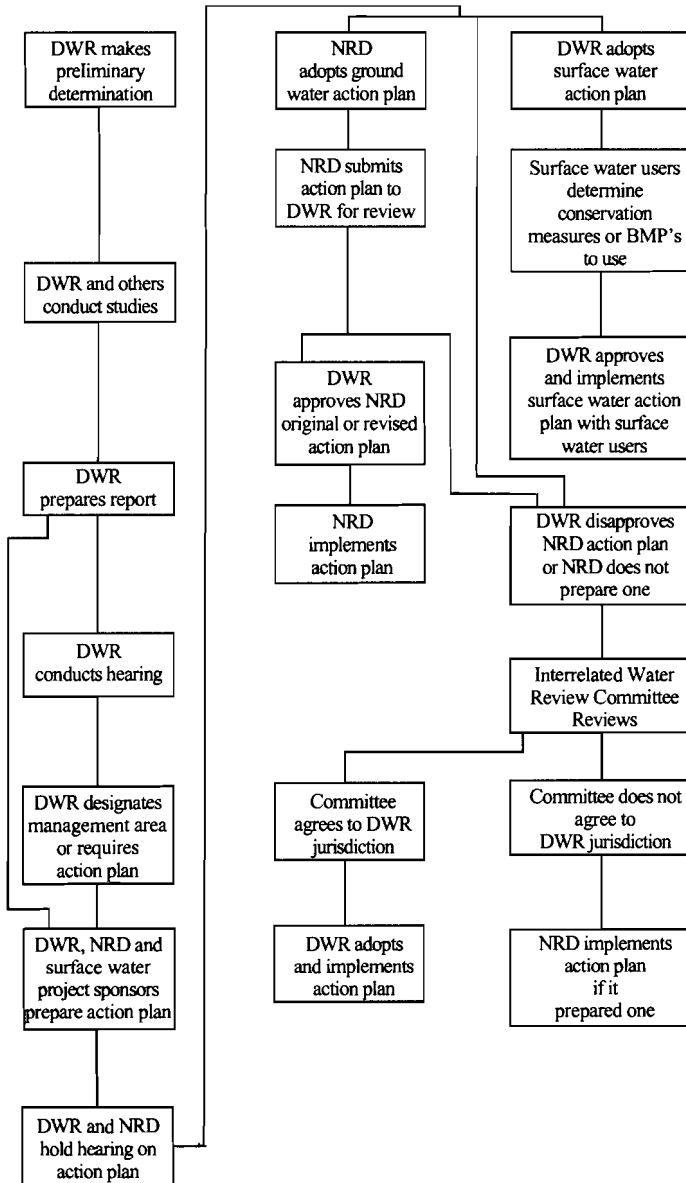 DWR makes
preliminary
determination
DWR and others
conduct studies
DWR
prepares report
DWR
conducts hearing
DWR designates
management area
or requires
action plan
DWR, NRD and
surface water
project sponsors
prepare action plan
DWR and NRD
hold hearing on
action plan
NRD
adopts ground
water action plan
NRD submits
action plan to
DWR for review
DWR
approves NRD
original or revised
action plan
NRD
implements
action plan
Committee
agrees to DWR
jurisdiction
DWR adopts
and implements
action plan
DWR adopts
surface water
action plan
Surface water users
determine
conservation
measures or BMP's
to use
DWR approves
and implements
surface water action
plan with surface
water users
DWR disapproves
NRD action plan
or NRD does not
prepare one
Interrelated Water
Review Committee
Reviews
Committee does not
agree to
DWR jurisdiction
NRD implements
action plan
if it
prepared one